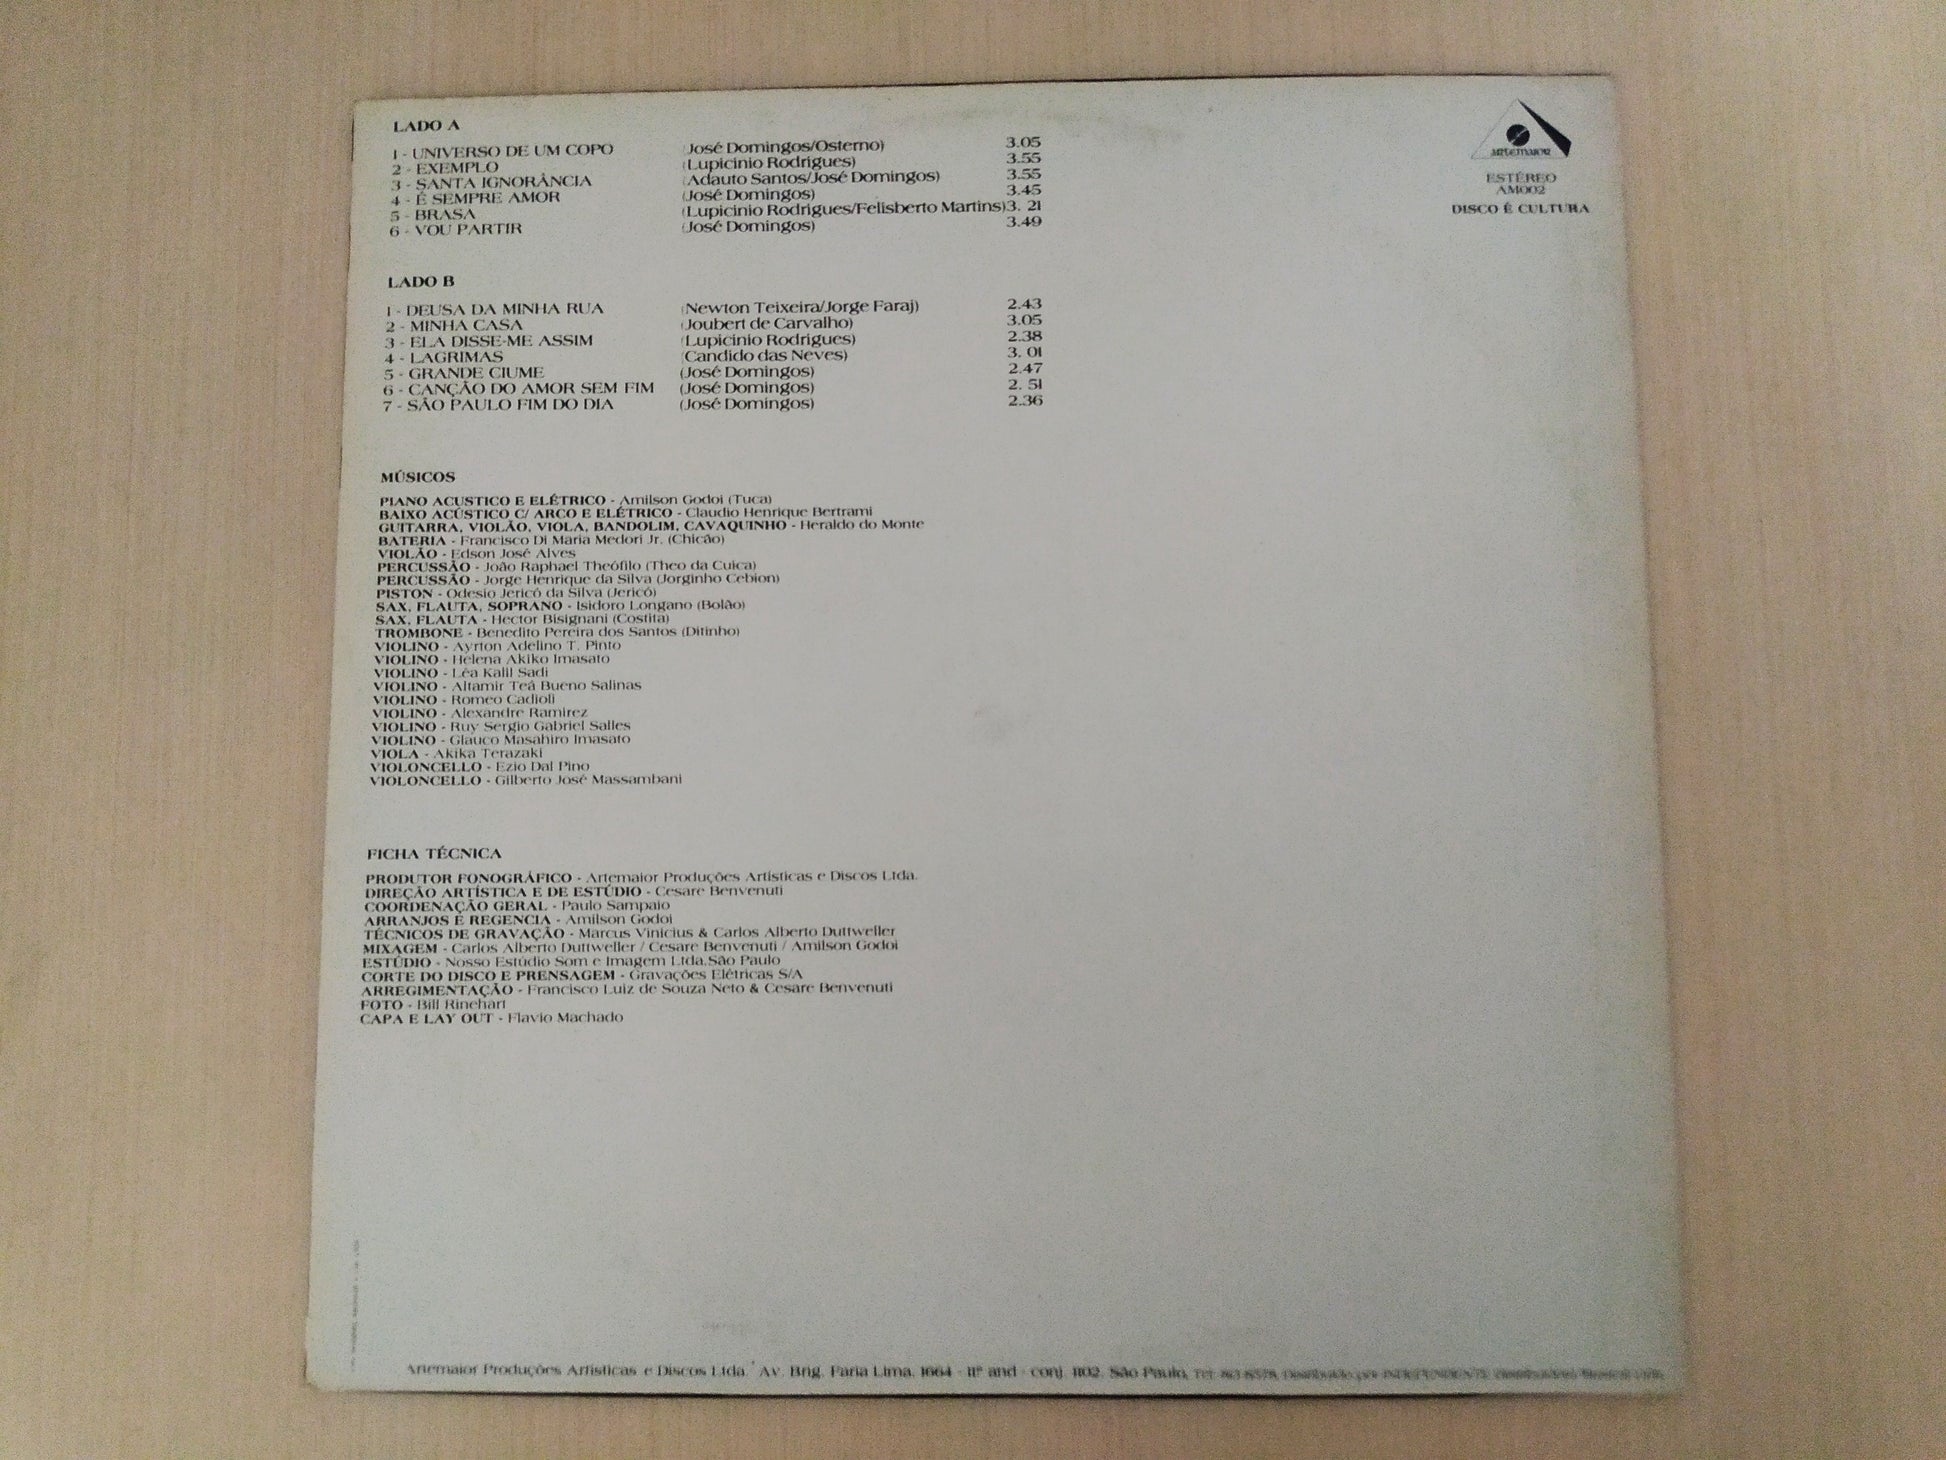 LADO A
1 - UNIVERSO DE UM COPO (José Domingos/Osterno) 3.05
2 - EXEMPLO (Lupicinio Rodrigues) 3.55
3 - SANTA IGNORÂNCIA (Adauto Santos/José Domingos) 3.55
4 - É SEMPRE AMOR (José Domingos) 3.45
5 - BRASA (Lupicinio Rodrigues/Felisberto Martins) 3. 21
6 - VOU PARTIR (José Domingos) 3.49
artemaior
ESTÉREO
AM002
DISCO É CULTURA
LADO B
1 - DEUSA DA MINHA RUA (Newton Teixeira/Jorge Faraj) 2.43
2 - MINHA CASA (Joubert de Carvalho) 3.05
3 - ELA DISSE-ME ASSIM (Lupicinio Rodrigues) 2.38
4 - LAGRIMAS (Candido das Neves) 3. 01
5 - GRANDE CIUME (José Domingos) 2.47
6 - CANÇÃO DO AMOR SEM FIM (José Domingos) 2. 51
7 - SÃO PAULO FIM DO DIA (José Domingos) 2.36
MÚSICOS
PIANO ACUSTICO E ELÉTRICO - Amilson Godoi (Tuca)
BAIXO ACÚSTICO C/ ARCO E ELÉTRICO - Claudio Henrique Bertrami
GUITARRA, VIOLÃO, VIOLA, BANDOLIM, CAVAQUINHO - Heraldo do Monte
BATERIA - Francisco Di Maria Medori Jr. (Chicão)
VIOLÃO - Edson José Alves
PERCUSSÃO - João Raphael Theófilo (Theo da Cuica)
PERCUSSÃO - Jorge Henrique da Silva (Jorginho Cebion)
PISTON - Odesio Jericó da Silva (Jericó)
SAX, FLAUTA, SOPRANO - Isidoro Longano (Bolão)
SAX, FLAUTA - Hector Bisignani (Costita)
TROMBONE - Benedito Pereira dos Santos (Ditinho)
VIOLINO - Ayrton Adelino T. Pinto
VIOLINO - Helena Akiko Imasato
VIOLINO - Léa Kalil Sadi
VIOLINO - Altamir Teá Bueno Salinas
VIOLINO - Romeo Cadioli
VIOLINO - Alexandre Ramirez
VIOLINO - Ruy Sergio Gabriel Salles
VIOLINO - Glauco Masahiro Imasato
VIOLA - Akika Terazaki
VIOLONCELLO - Ezio Dal Pino
VIOLONCELLO - Gilberto José Massambani
FICHA TÉCNICA
PRODUTOR FONOGRÁFICO - Artemaior Produções Artísticas e Discos Ltda.
DIREÇÃO ARTÍSTICA E DE ESTÚDIO - Cesare Benvenuti
COORDENAÇÃO GERAL - Paulo Sampaio
ARRANJOS E REGENCIA - Amilson Godoi
TÉCNICOS DE GRAVAÇÃO - Marcus Vinicius & Carlos Alberto Duttweller
MIXAGEM - Carlos Alberto Duttweller / Cesare Benvenuti / Amilson Godoi
ESTÚDIO - Nosso Estúdio Som e Imagem Ltda. São Paulo
CORTE DO DISCO E PRENSAGEM - Gravações Elétricas S/A
ARREGIMENTAÇÃO - Francisco Luiz de Souza Neto & Cesare Benvenuti
FOTO - Bill Rinehart
CAPA E LAY OUT - Flavio Machado
Artemaior Produções Artísticas e Discos Ltda. Av. Brig. Faria Lima, 1664 - 11º and - conj. 1102, São Paulo, Tel. Distribuido por INDEPENDENTE